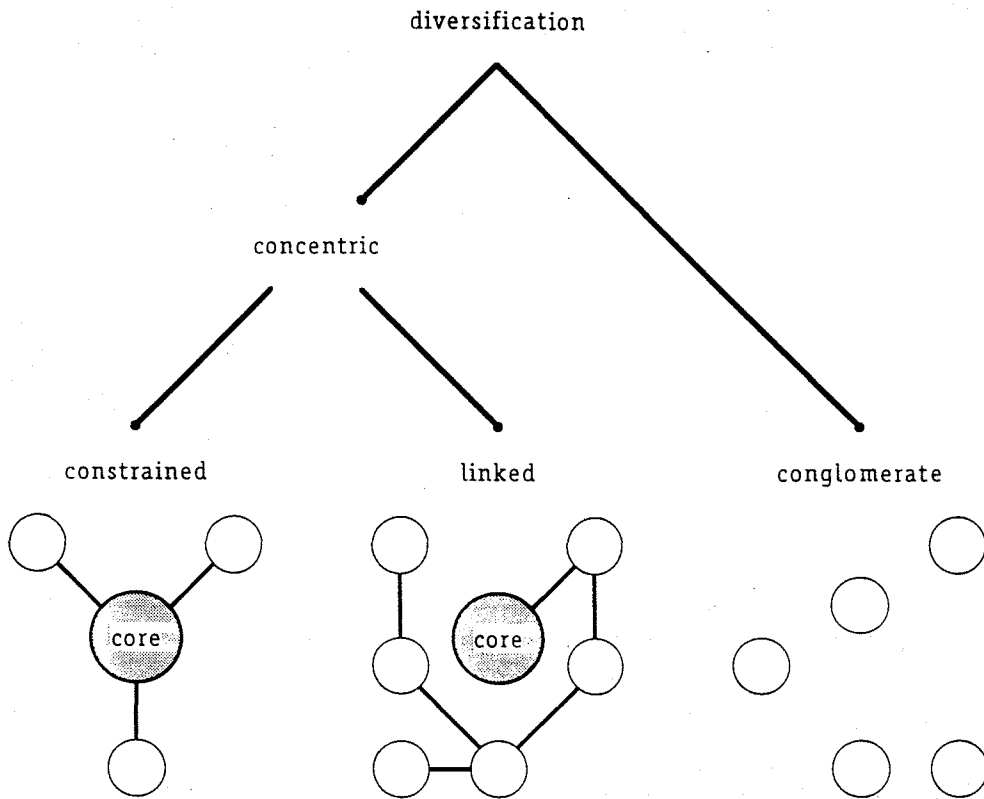 diversification
concentric
constrained
linked
conglomerate
core
core